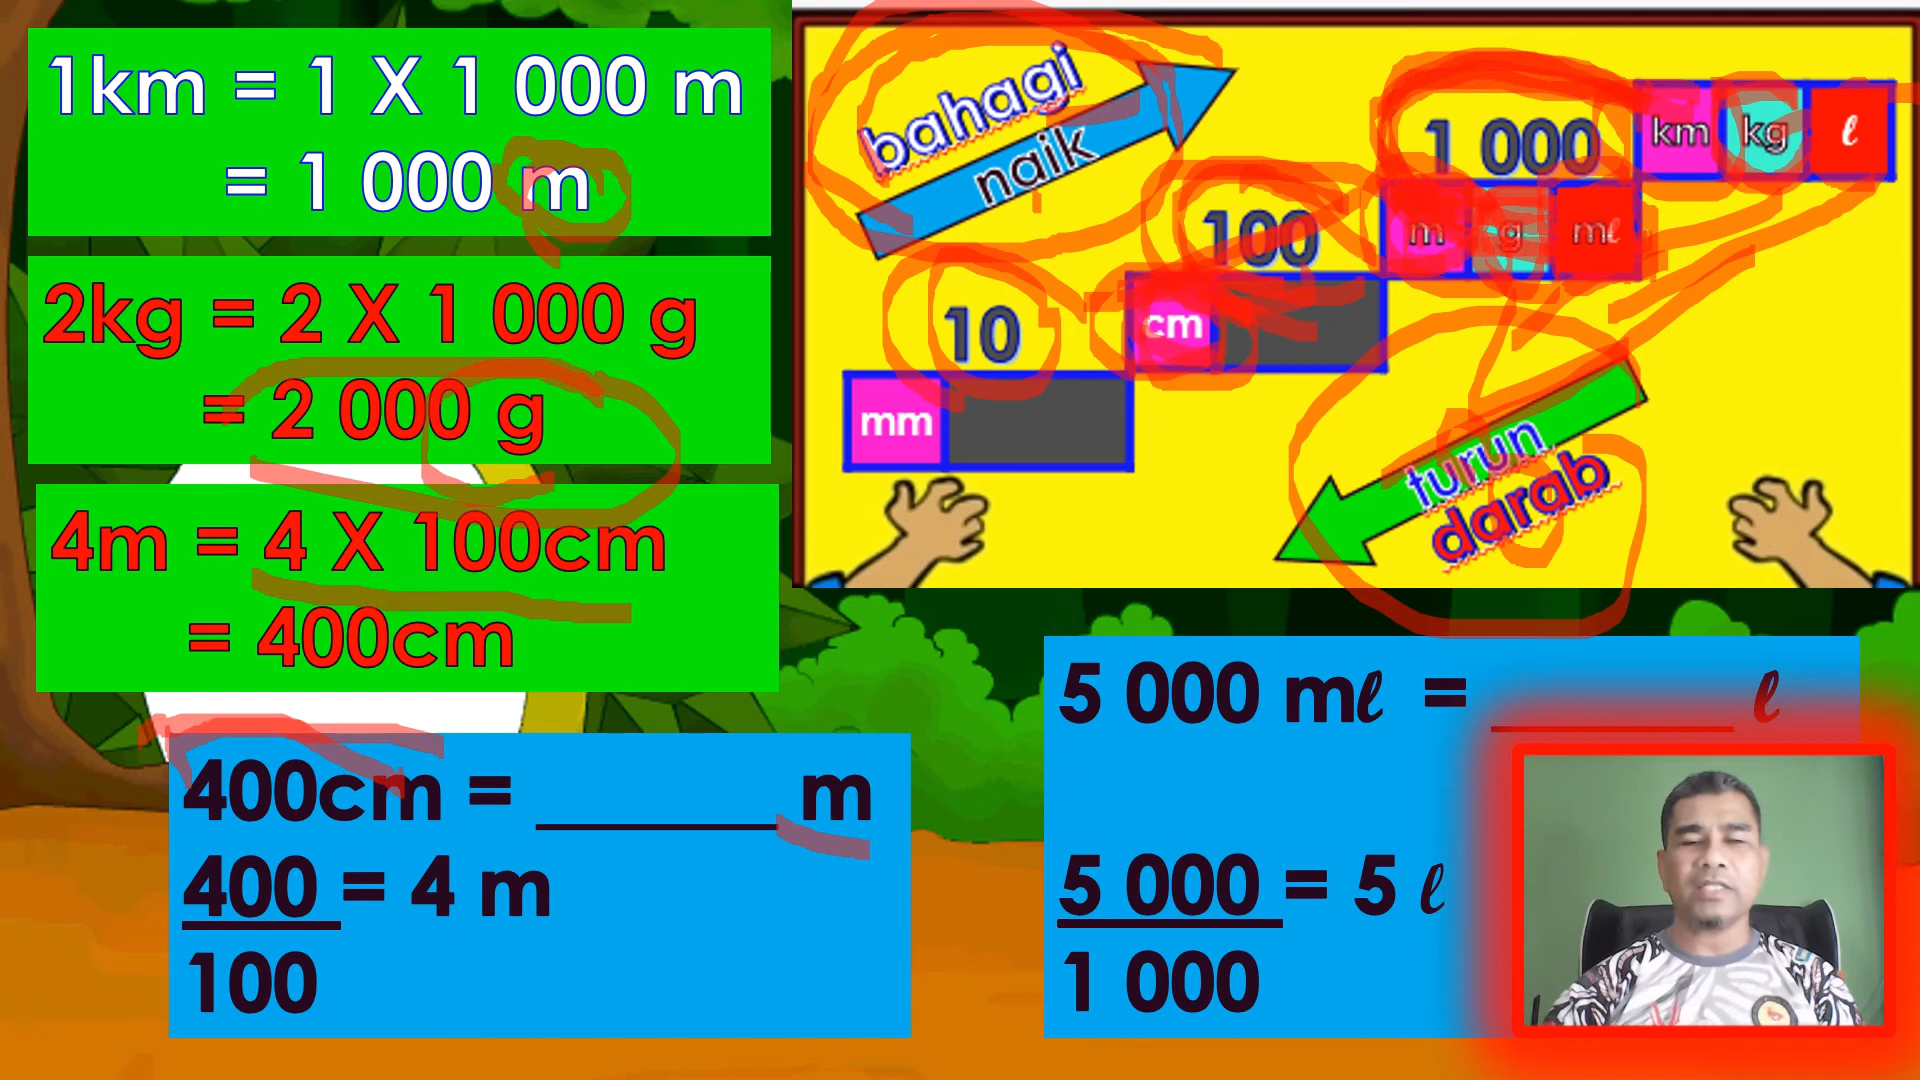 1km = 1 X 1 000 m
= 1 000 m
2kg = 2 X 1 000 g
= 2 000 g
4m = 4 X 100cm
= 400cm
400cm = ________ m
400 = 4 m
100
bahagi
naik
1 000 km kg ℓ
100 m g mℓ
10 cm
mm
turun
darab
5 000 mℓ = ________ ℓ
5 000 = 5 ℓ
1 000